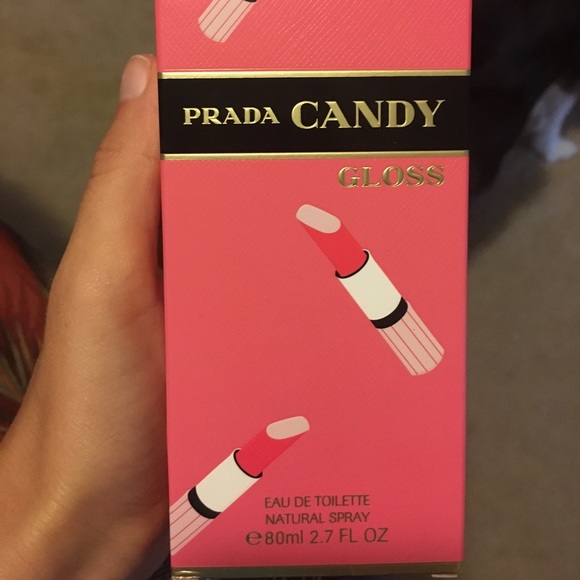 PRADA CANDY
GLOSS
EAU DE TOILETTE
NATURAL SPRAY
℮80ml 2.7 FL OZ